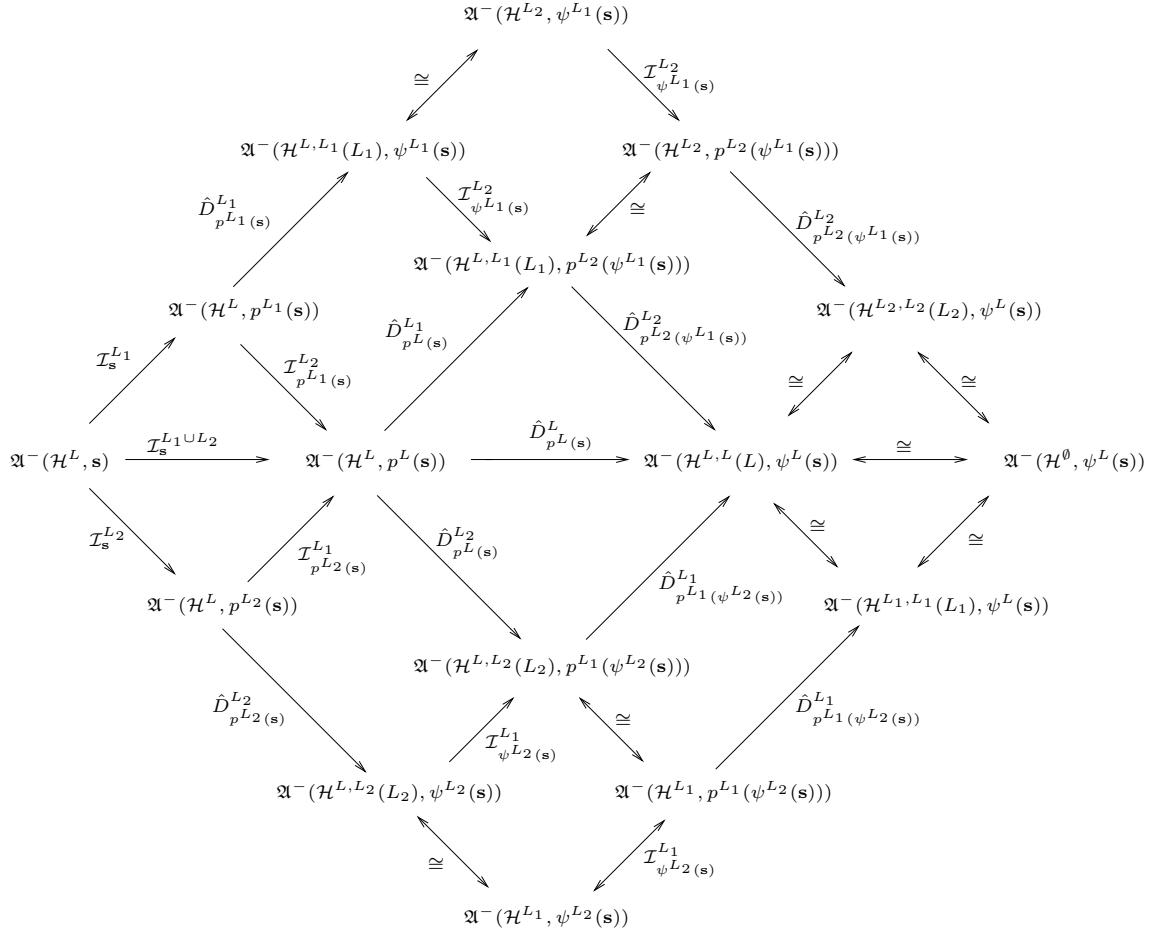 𝔄⁻(ℋ^{L_2}, ψ^{L_1}(𝐬))
≅
ℐ^{L_2}_{ψ^{L_1}(𝐬)}
𝔄⁻(ℋ^{L,L_1}(L_1), ψ^{L_1}(𝐬))
𝔄⁻(ℋ^{L_2}, p^{L_2}(ψ^{L_1}(𝐬)))
D̂^{L_1}_{p^{L_1}(𝐬)}
ℐ^{L_2}_{ψ^{L_1}(𝐬)}
≅
D̂^{L_2}_{p^{L_2}(ψ^{L_1}(𝐬))}
𝔄⁻(ℋ^{L,L_1}(L_1), p^{L_2}(ψ^{L_1}(𝐬)))
𝔄⁻(ℋ^L, p^{L_1}(𝐬))
𝔄⁻(ℋ^{L_2,L_2}(L_2), ψ^L(𝐬))
D̂^{L_1}_{p^L(𝐬)}
D̂^{L_2}_{p^{L_2}(ψ^{L_1}(𝐬))}
ℐ^{L_1}_𝐬
ℐ^{L_2}_{p^{L_1}(𝐬)}
≅
≅
ℐ^{L_1∪L_2}_𝐬
D̂^L_{p^L(𝐬)}
≅
𝔄⁻(ℋ^L, 𝐬)
𝔄⁻(ℋ^L, p^L(𝐬))
𝔄⁻(ℋ^{L,L}(L), ψ^L(𝐬))
𝔄⁻(ℋ^∅, ψ^L(𝐬))
ℐ^{L_2}_𝐬
ℐ^{L_1}_{p^{L_2}(𝐬)}
D̂^{L_2}_{p^L(𝐬)}
≅
≅
D̂^{L_1}_{p^{L_1}(ψ^{L_2}(𝐬))}
𝔄⁻(ℋ^L, p^{L_2}(𝐬))
𝔄⁻(ℋ^{L_1,L_1}(L_1), ψ^L(𝐬))
𝔄⁻(ℋ^{L,L_2}(L_2), p^{L_1}(ψ^{L_2}(𝐬)))
D̂^{L_2}_{p^{L_2}(𝐬)}
ℐ^{L_1}_{ψ^{L_2}(𝐬)}
≅
D̂^{L_1}_{p^{L_1}(ψ^{L_2}(𝐬))}
𝔄⁻(ℋ^{L,L_2}(L_2), ψ^{L_2}(𝐬))
𝔄⁻(ℋ^{L_1}, p^{L_1}(ψ^{L_2}(𝐬)))
≅
ℐ^{L_1}_{ψ^{L_2}(𝐬)}
𝔄⁻(ℋ^{L_1}, ψ^{L_2}(𝐬))